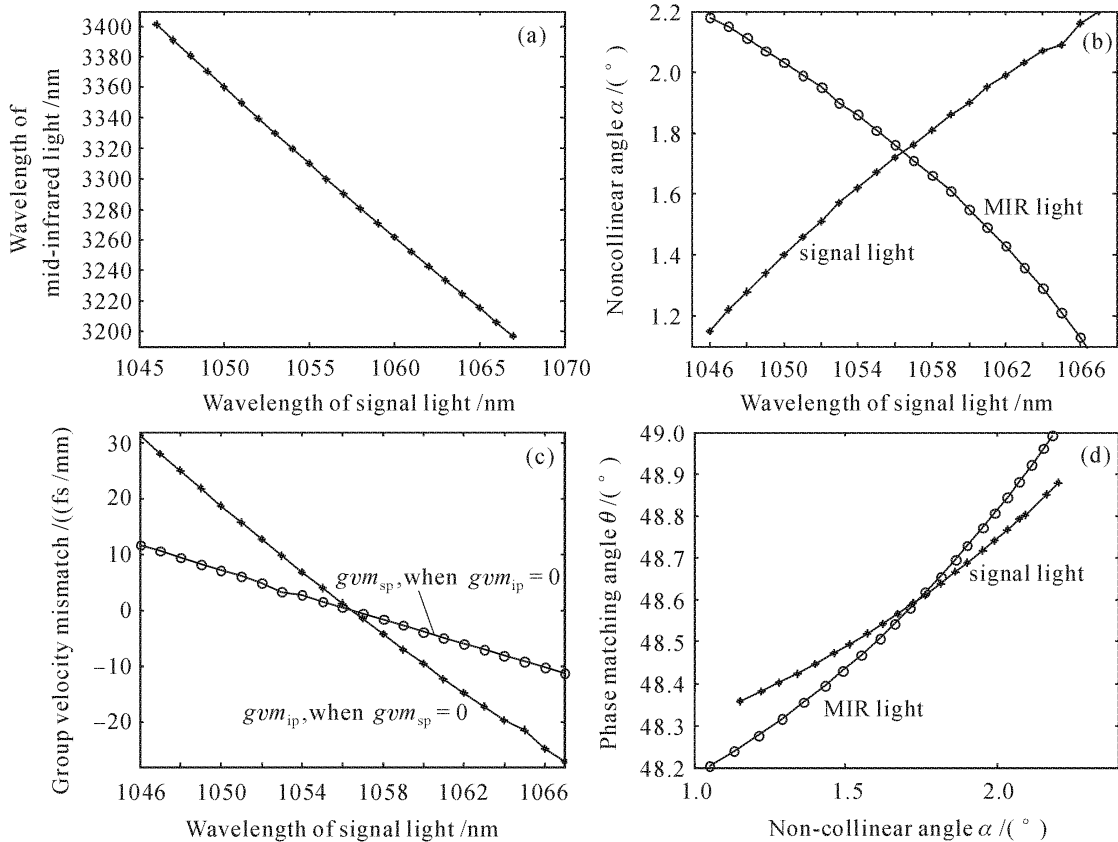 (a)
3400
3380
3360
3340
3320
3300
3280
3260
3240
3220
3200
1045 1050 1055 1060 1065 1070
Wavelength of
mid-infrared light /nm
Wavelength of signal light /nm
(b)
2.2
2.0
1.8
1.6
1.4
1.2
1046 1050 1054 1058 1062 1066
Noncollinear angle α /(°)
MIR light
signal light
Wavelength of signal light /nm
(c)
30
20
10
0
−10
−20
1046 1050 1054 1058 1062 1066
Group velocity mismatch /((fs /mm)
gvm_sp, when gvm_ip = 0
gvm_ip, when gvm_sp = 0
Wavelength of signal light /nm
(d)
49.0
48.9
48.8
48.7
48.6
48.5
48.4
48.3
48.2
1.0 1.5 2.0
Phase matching angle θ /(°)
signal light
MIR light
Non-collinear angle α /(°)